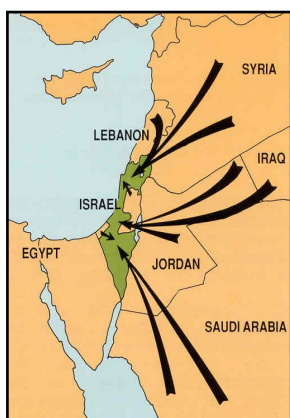 SYRIA
LEBANON
IRAQ
ISRAEL
EGYPT
JORDAN
SAUDI ARABIA